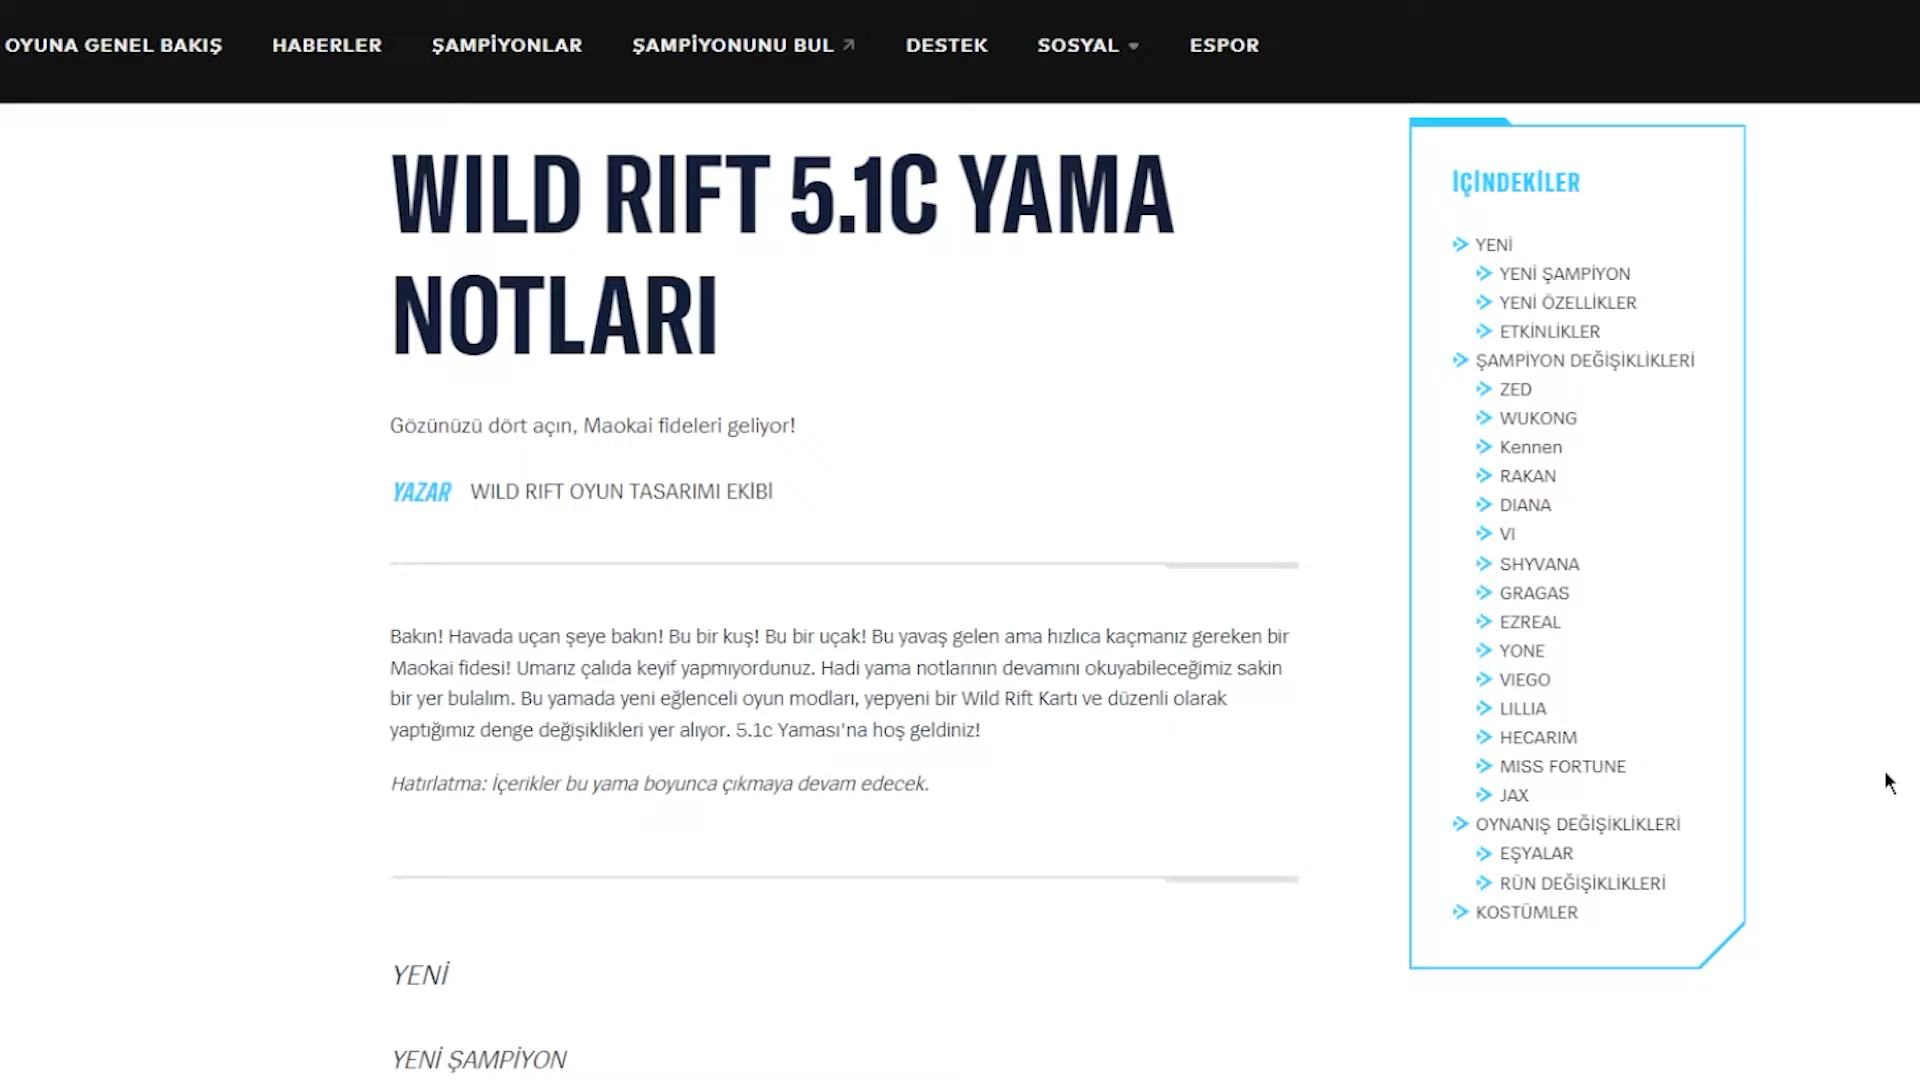 OYUNA GENEL BAKIŞ HABERLER ŞAMPİYONLAR ŞAMPİYONUNU BUL DESTEK SOSYAL ESPOR
WILD RIFT 5.1C YAMA
NOTLARI
Gözünüzü dört açın, Maokai fideleri geliyor!
YAZAR WILD RIFT OYUN TASARIMI EKİBİ
Bakın! Havada uçan şeye bakın! Bu bir kuş! Bu bir uçak! Bu yavaş gelen ama hızlıca kaçmanız gereken bir
Maokai fidesi! Umarız çalıda keyif yapmıyordunuz. Hadi yama notlarının devamını okuyabileceğimiz sakin
bir yer bulalım. Bu yamada yeni eğlenceli oyun modları, yepyeni bir Wild Rift Kartı ve düzenli olarak
yaptığımız denge değişiklikleri yer alıyor. 5.1c Yaması'na hoş geldiniz!
Hatırlatma: İçerikler bu yama boyunca çıkmaya devam edecek.
YENİ
YENİ ŞAMPİYON
İÇİNDEKİLER
YENİ
YENİ ŞAMPİYON
YENİ ÖZELLİKLER
ETKİNLİKLER
ŞAMPİYON DEĞİŞİKLİKLERİ
ZED
WUKONG
Kennen
RAKAN
DIANA
VI
SHYVANA
GRAGAS
EZREAL
YONE
VIEGO
LILLIA
HECARIM
MISS FORTUNE
JAX
OYNANIŞ DEĞİŞİKLİKLERİ
EŞYALAR
RÜN DEĞİŞİKLİKLERİ
KOSTÜMLER